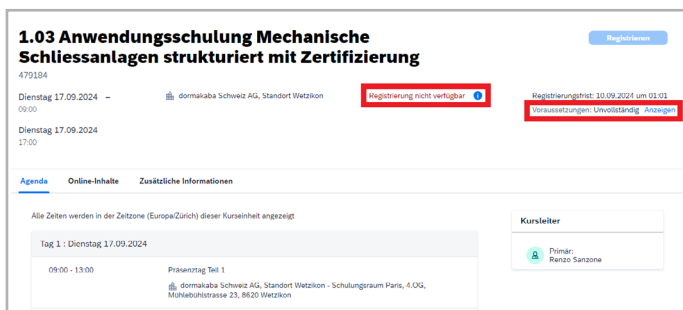 1.03 Anwendungsschulung Mechanische
Schliessanlagen strukturiert mit Zertifizierung
Registrieren
479184
Dienstag 17.09.2024 –
09:00
dormakaba Schweiz AG, Standort Wetzikon
Registrierung nicht verfügbar
Registrierungsfrist: 10.09.2024 um 01:01
Voraussetzungen: Unvollständig Anzeigen
Dienstag 17.09.2024
17:00
Agenda Online-Inhalte Zusätzliche Informationen
Alle Zeiten werden in der Zeitzone (Europa/Zürich) dieser Kurseinheit angezeigt
Kursleiter
Tag 1 : Dienstag 17.09.2024
Primär:
Renzo Sanzone
09:00 - 13:00 Präsenztag Teil 1
dormakaba Schweiz AG, Standort Wetzikon - Schulungsraum Paris, 4.OG,
Mühlebühlstrasse 23, 8620 Wetzikon